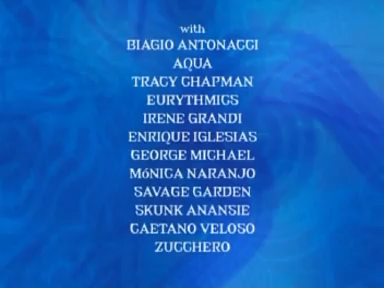 with
BIAGIO ANTONACCI
AQUA
TRACY CHAPMAN
EURYTHMICS
IRENE GRANDI
ENRIQUE IGLESIAS
GEORGE MICHAEL
MóNICA NARANJO
SAVAGE GARDEN
SKUNK ANANSIE
CAETANO VELOSO
ZUCCHERO